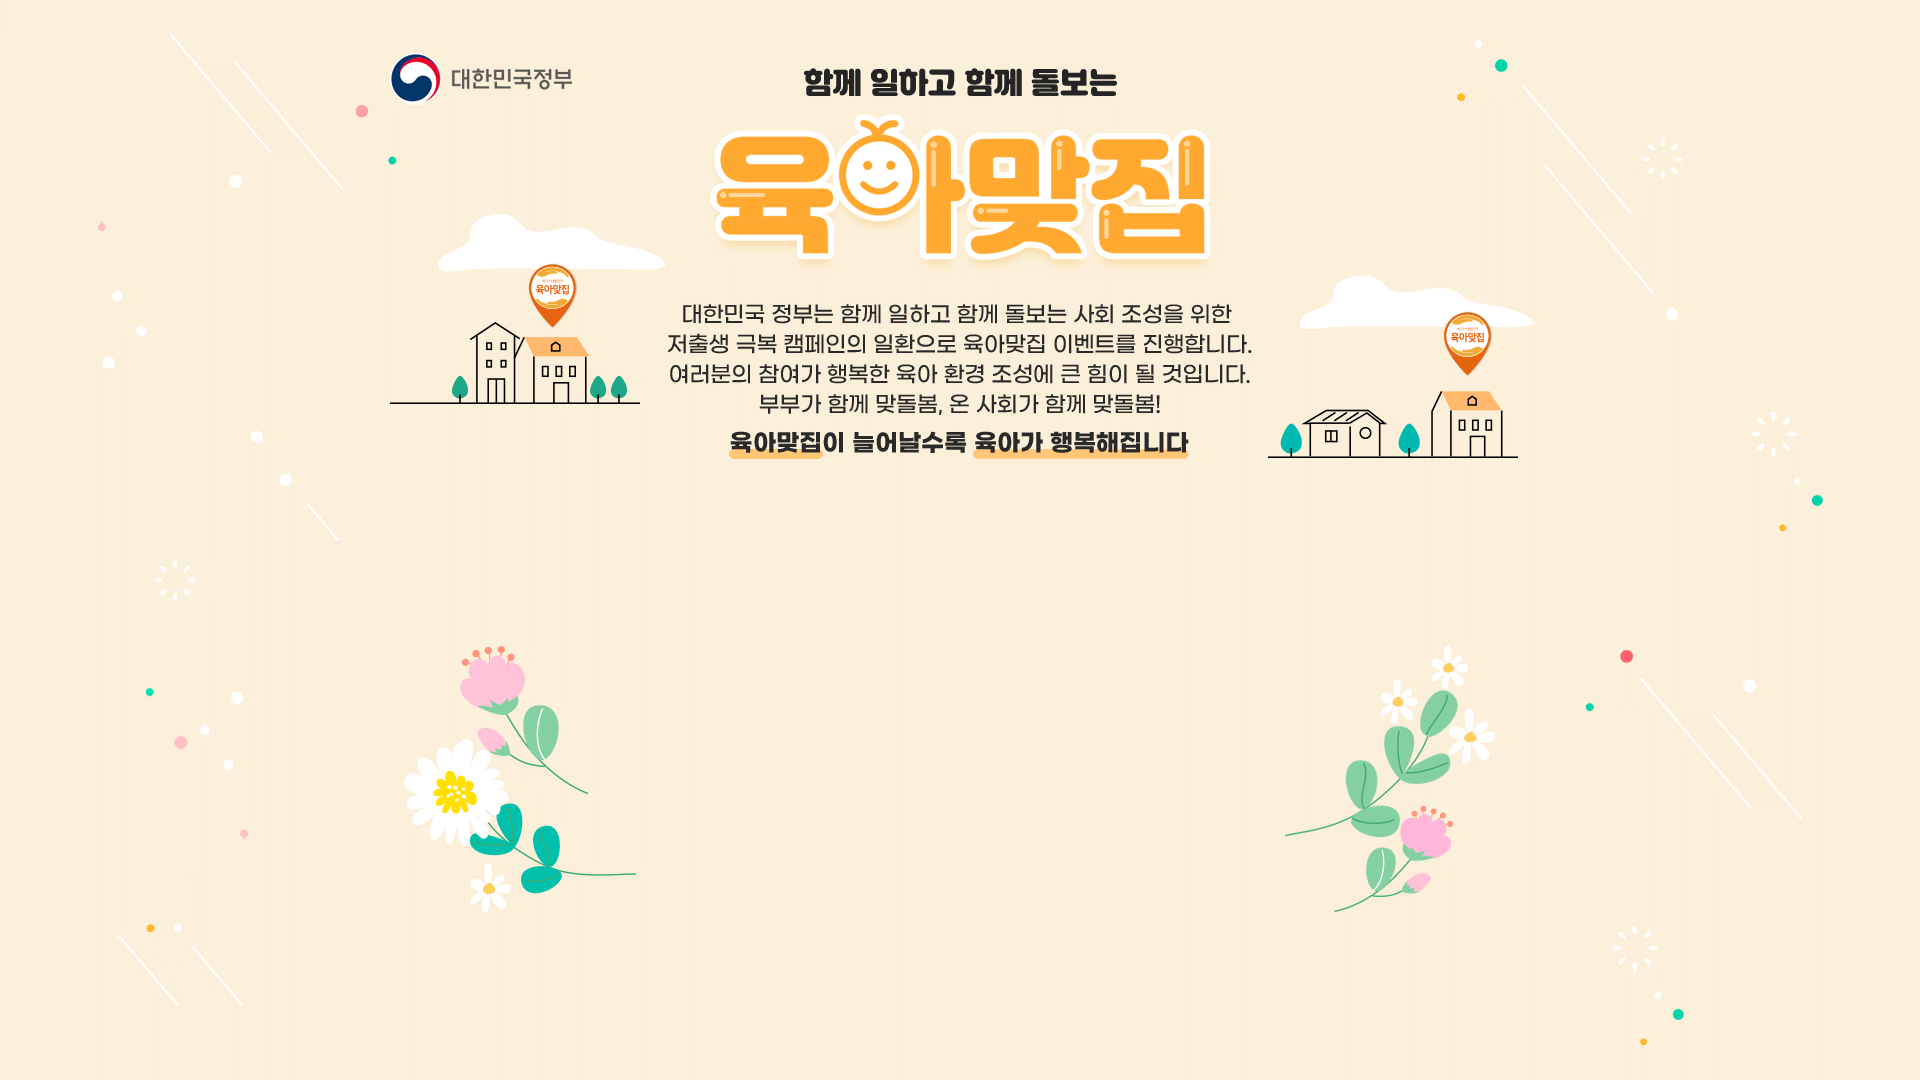 대한민국정부
함께 일하고 함께 돌보는
육아맞집
대한민국 정부는 함께 일하고 함께 돌보는 사회 조성을 위한
저출생 극복 캠페인의 일환으로 육아맞집 이벤트를 진행합니다.
여러분의 참여가 행복한 육아 환경 조성에 큰 힘이 될 것입니다.
부부가 함께 맞돌봄, 온 사회가 함께 맞돌봄!
육아맞집이 늘어날수록 육아가 행복해집니다
육아맞집
육아맞집